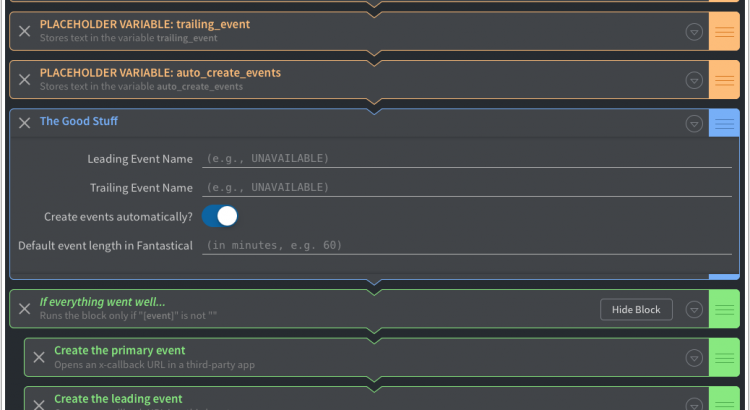 PLACEHOLDER VARIABLE: trailing_event
Stores text in the variable trailing_event
PLACEHOLDER VARIABLE: auto_create_events
Stores text in the variable auto_create_events
The Good Stuff
Leading Event Name (e.g., UNAVAILABLE)
Trailing Event Name (e.g., UNAVAILABLE)
Create events automatically?
Default event length in Fantastical (in minutes, e.g. 60)
If everything went well...
Runs the block only if "[event]" is not ""
Hide Block
Create the primary event
Opens an x-callback URL in a third-party app
Create the leading event